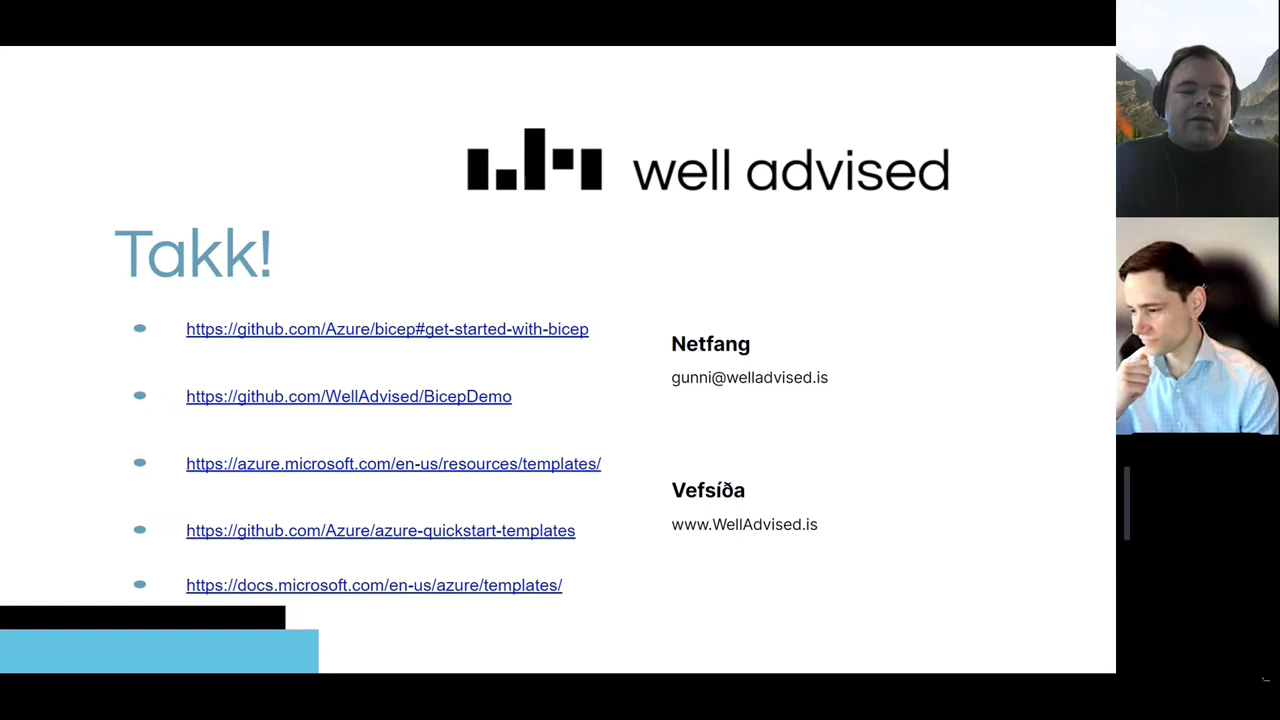 well advised
Takk!
https://github.com/Azure/bicep#get-started-with-bicep
https://github.com/WellAdvised/BicepDemo
https://azure.microsoft.com/en-us/resources/templates/
https://github.com/Azure/azure-quickstart-templates
https://docs.microsoft.com/en-us/azure/templates/
Netfang
gunni@welladvised.is
Vefsíða
www.WellAdvised.is